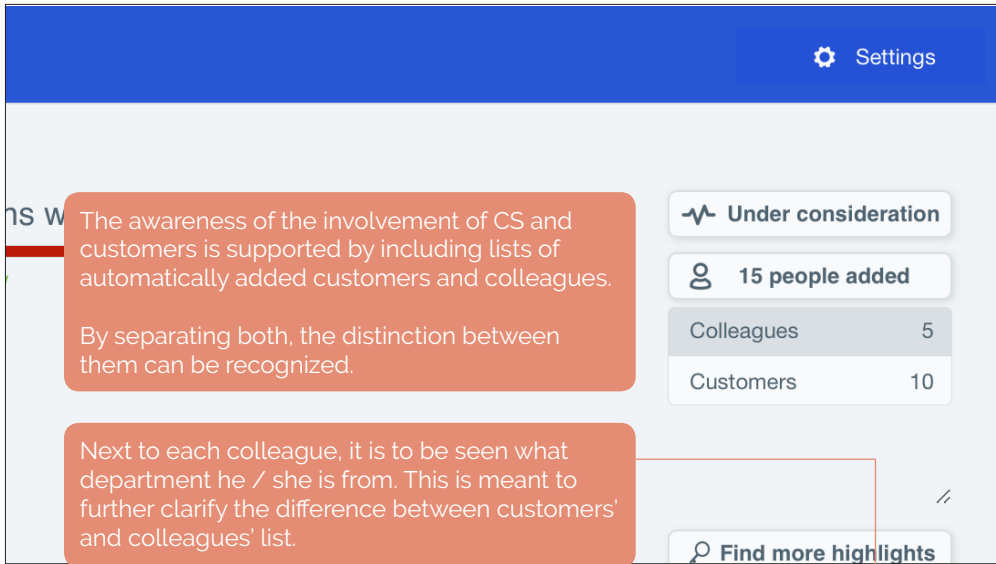 Settings
ns w
The awareness of the involvement of CS and
customers is supported by including lists of
automatically added customers and colleagues.
By separating both, the distinction between
them can be recognized.
Under consideration
15 people added
Colleagues 5
Customers 10
Next to each colleague, it is to be seen what
department he / she is from. This is meant to
further clarify the difference between customers’
and colleagues’ list.
Find more highlights